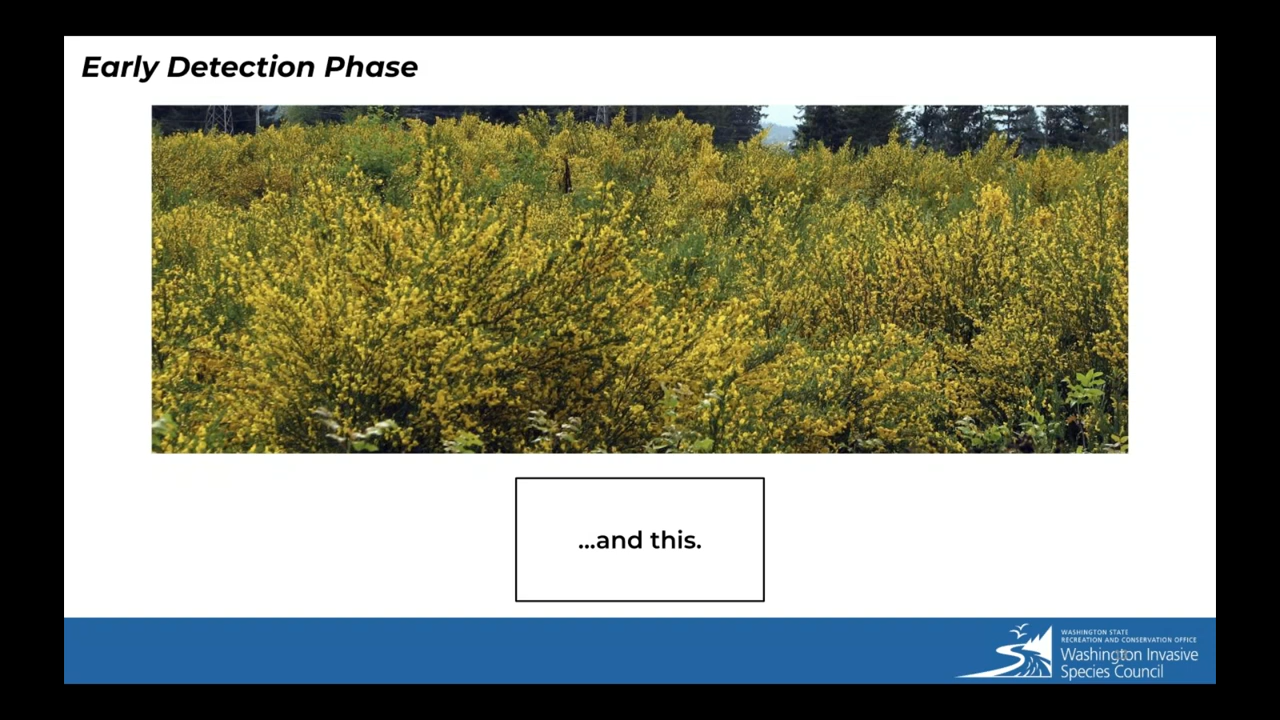 Early Detection Phase
...and this.
WASHINGTON STATE
RECREATION AND CONSERVATION OFFICE
Washington Invasive
Species Council